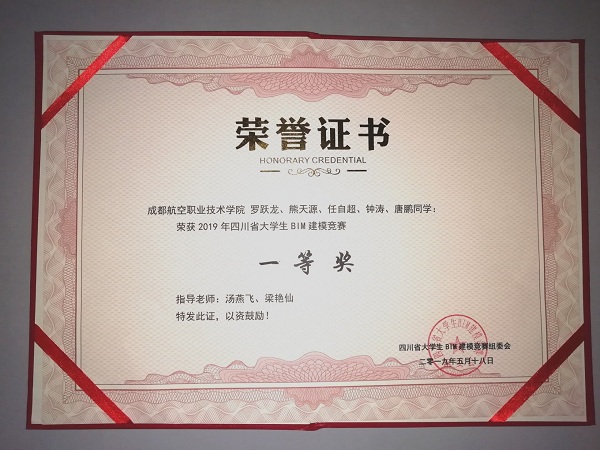 荣誉证书
HONORARY CREDENTIAL
成都航空职业技术学院 罗跃龙、熊天源、任自超、钟涛、唐鹏同学：
荣获 2019 年四川省大学生 BIM 建模竞赛
一等奖
指导老师：汤燕飞、梁艳仙
特发此证，以资鼓励！
四川省大学生 BIM 建模竞赛组委会
二零一九年五月十八日